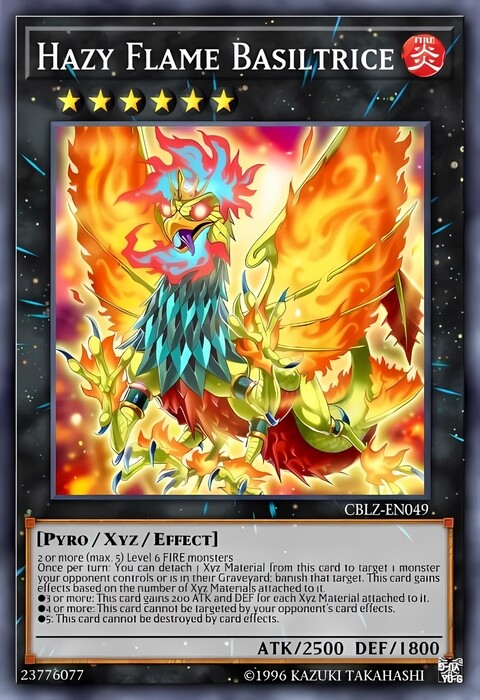 HAZY FLAME BASILTRICE
FIRE
炎
CBLZ-EN049
[PYRO / XYZ / EFFECT]
2 or more (max. 5) Level 6 FIRE monsters
Once per turn: You can detach 1 Xyz Material from this card to target 1 monster
your opponent controls or is in their Graveyard; banish that target. This card gains
effects based on the number of Xyz Materials attached to it.
●3 or more: This card gains 200 ATK and DEF for each Xyz Material attached to it.
●4 or more: This card cannot be targeted by your opponent's card effects.
●5: This card cannot be destroyed by card effects.
ATK/2500 DEF/1800
23776077
©1996 KAZUKI TAKAHASHI